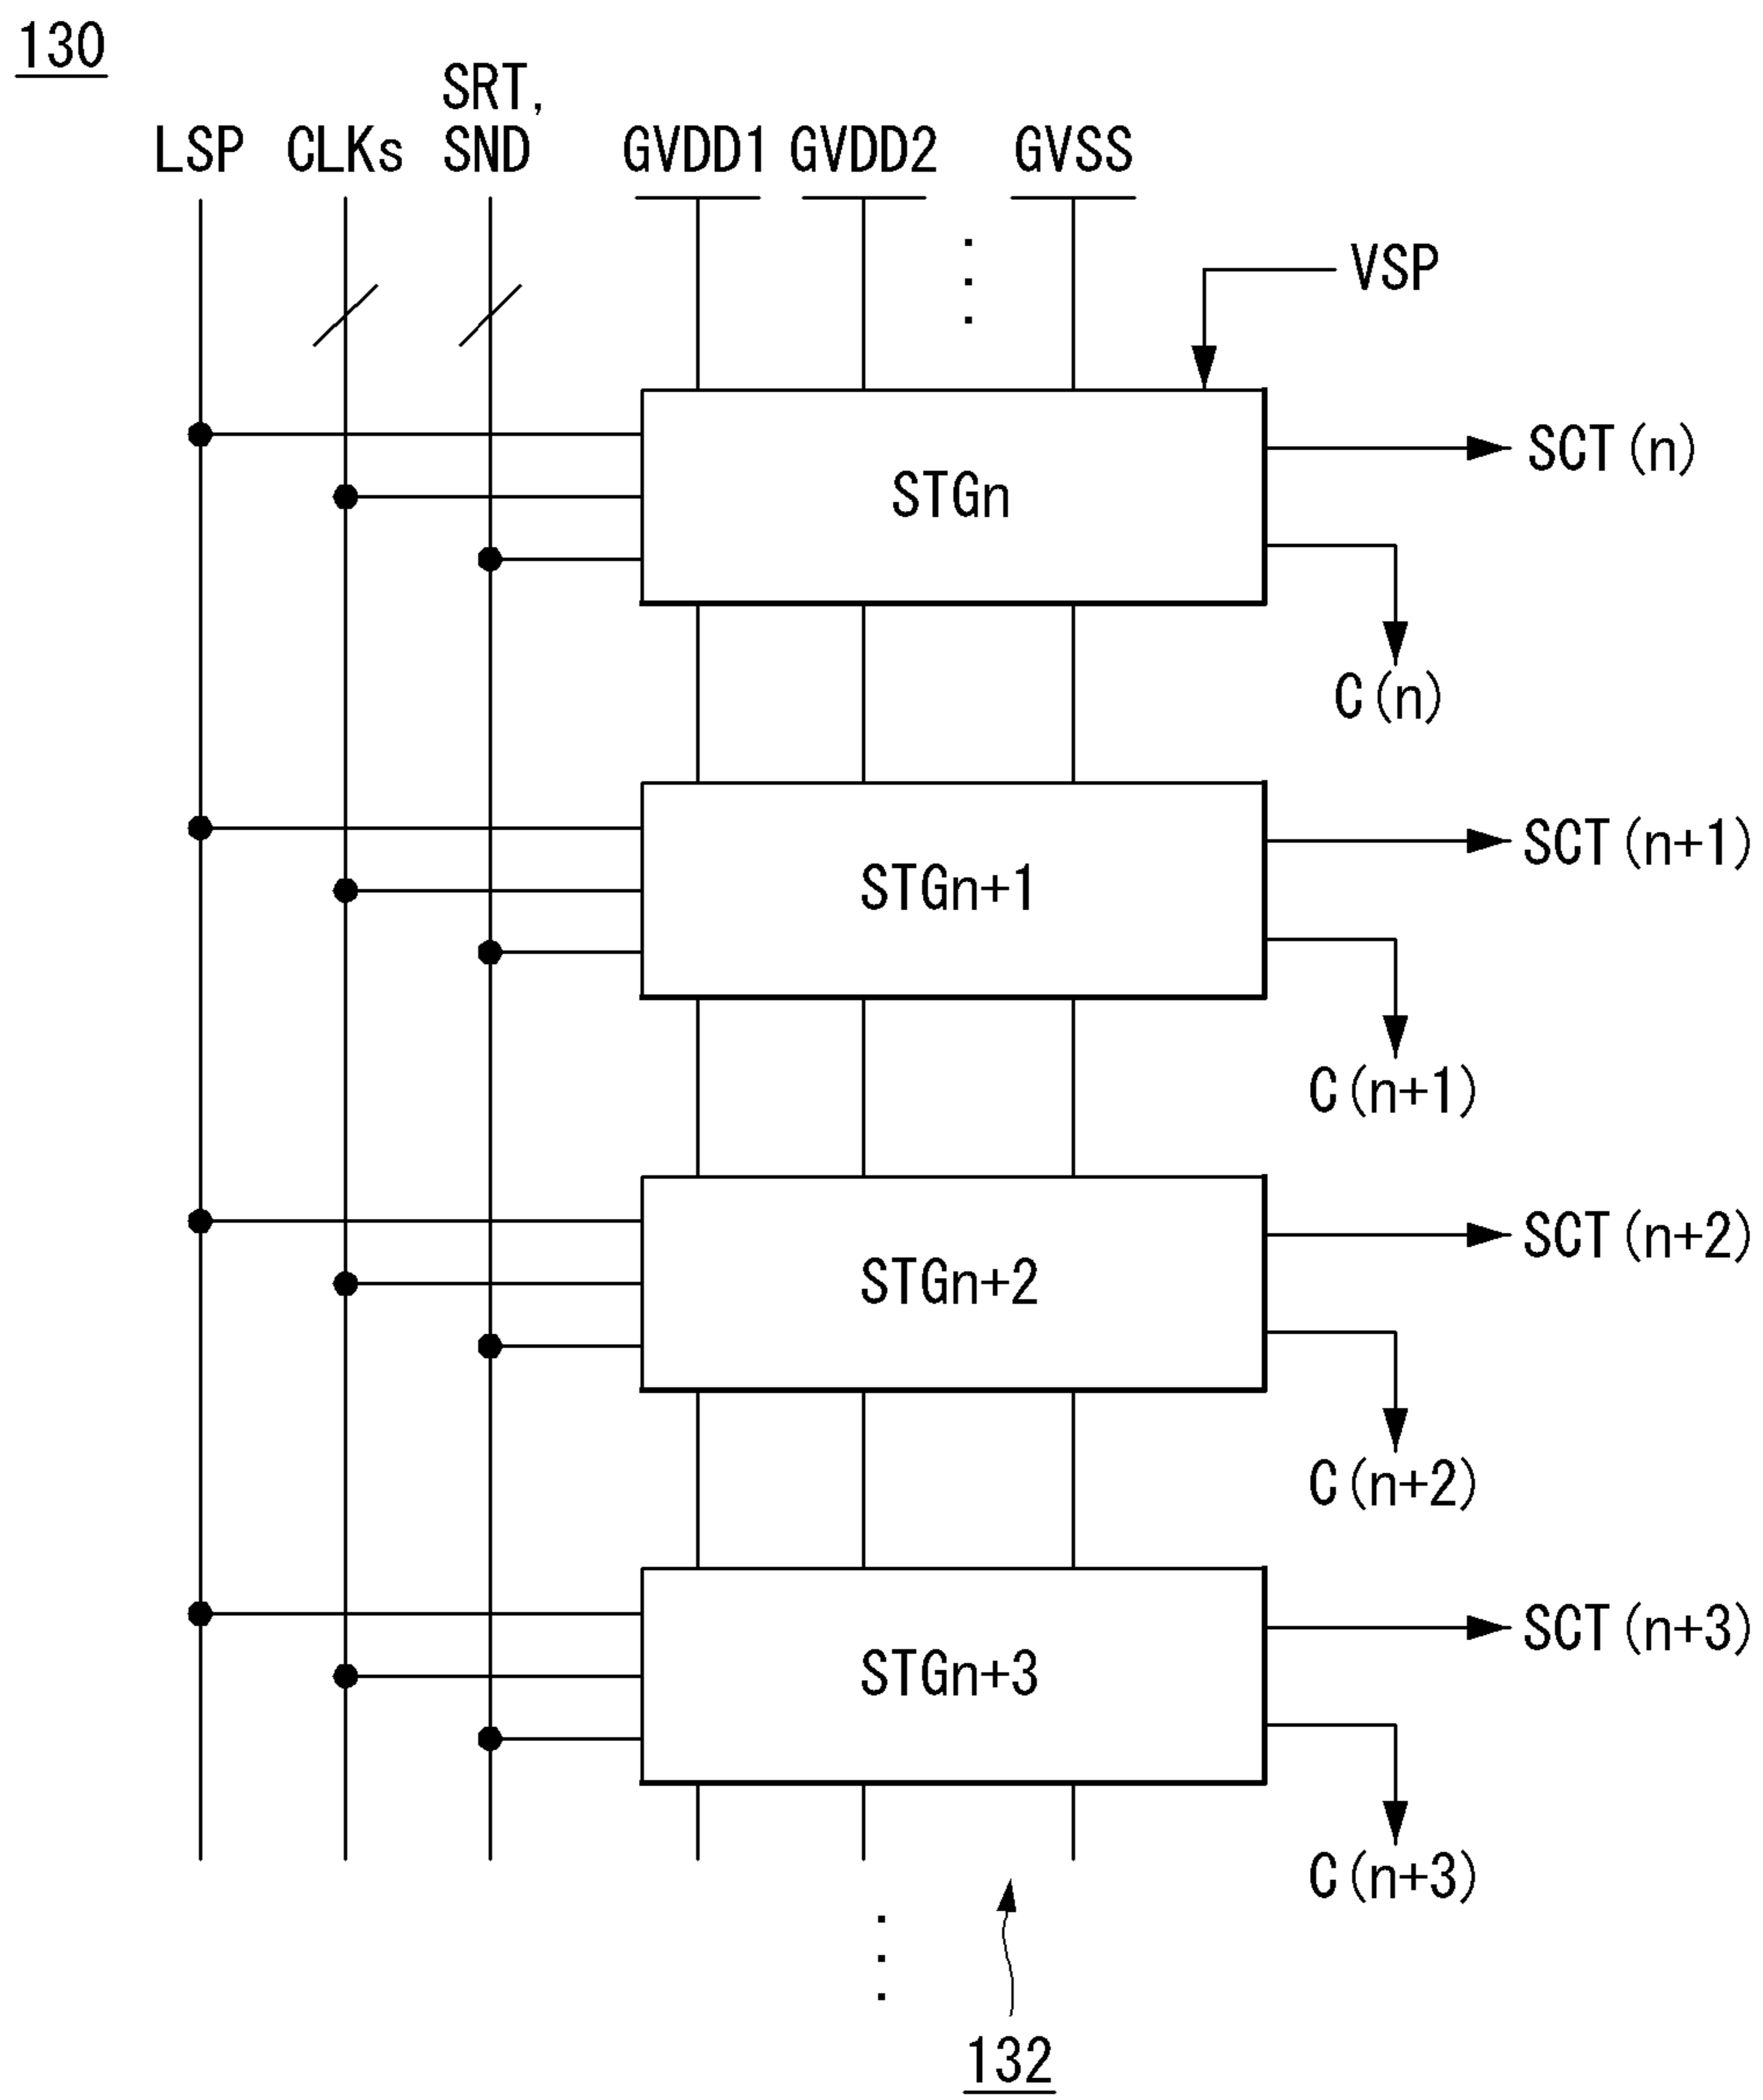 130
SRT,
LSP CLKs SND GVDD1 GVDD2 GVSS
VSP
SCT(n)
STGn
C(n)
SCT(n+1)
STGn+1
C(n+1)
SCT(n+2)
STGn+2
C(n+2)
SCT(n+3)
STGn+3
C(n+3)
132